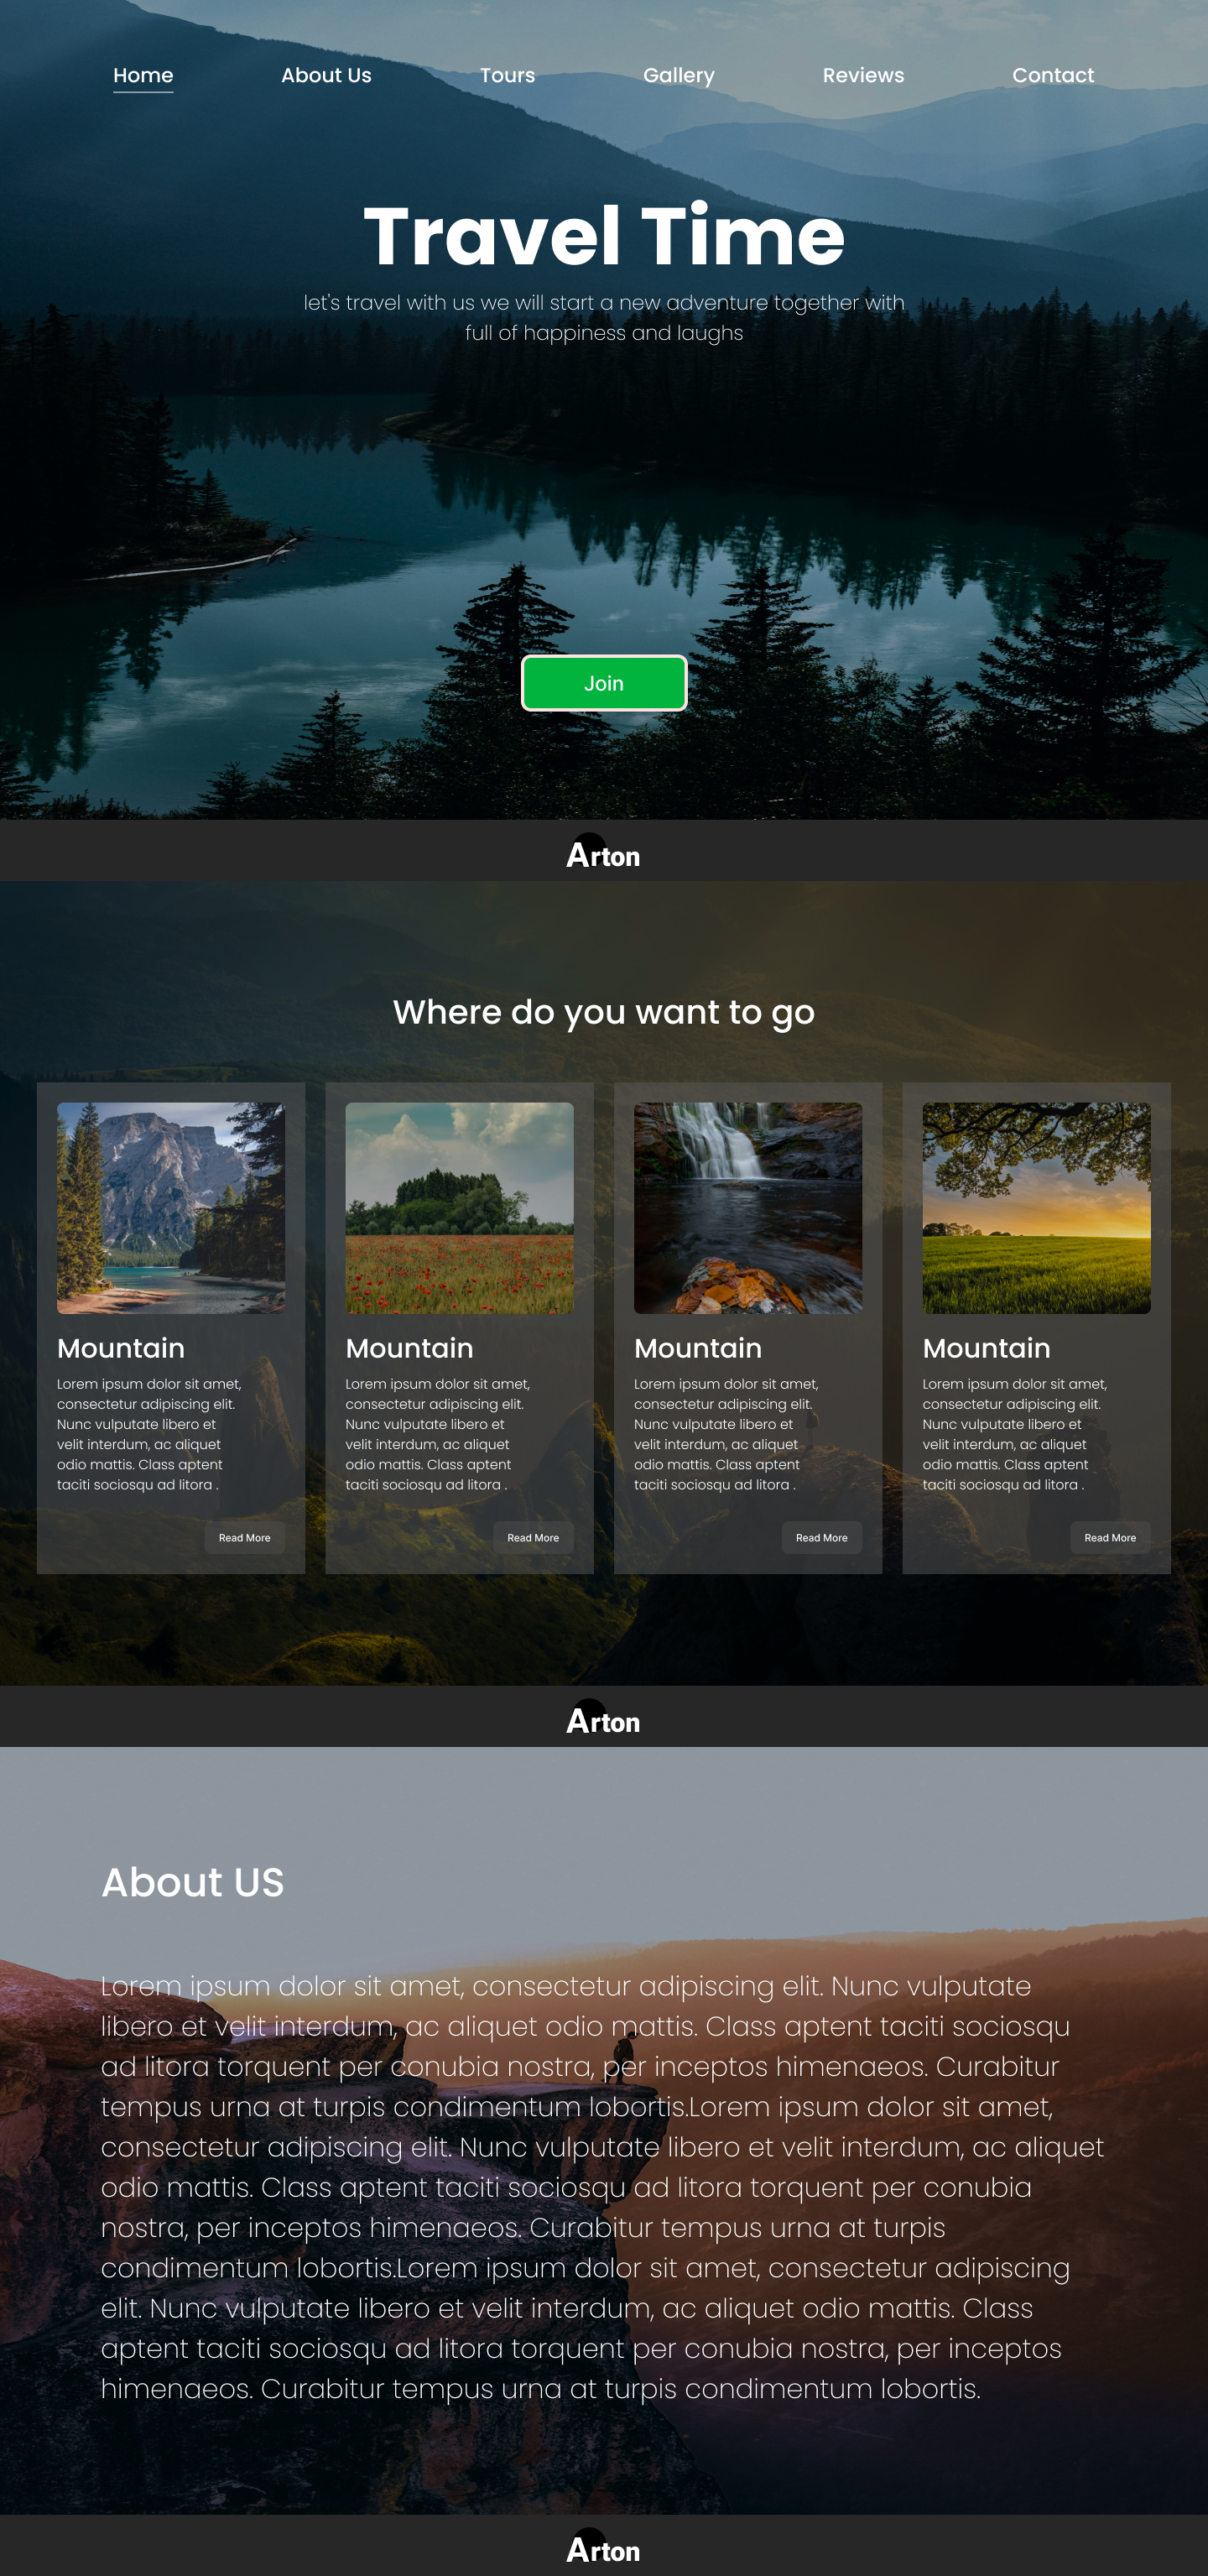 Home About Us Tours Gallery Reviews Contact
Travel Time
let's travel with us we will start a new adventure together with
full of happiness and laughs
Join
Arton
Where do you want to go
Mountain
Lorem ipsum dolor sit amet,
consectetur adipiscing elit.
Nunc vulputate libero et
velit interdum, ac aliquet
odio mattis. Class aptent
taciti sociosqu ad litora .
Read More
Mountain
Lorem ipsum dolor sit amet,
consectetur adipiscing elit.
Nunc vulputate libero et
velit interdum, ac aliquet
odio mattis. Class aptent
taciti sociosqu ad litora .
Read More
Mountain
Lorem ipsum dolor sit amet,
consectetur adipiscing elit.
Nunc vulputate libero et
velit interdum, ac aliquet
odio mattis. Class aptent
taciti sociosqu ad litora .
Read More
Mountain
Lorem ipsum dolor sit amet,
consectetur adipiscing elit.
Nunc vulputate libero et
velit interdum, ac aliquet
odio mattis. Class aptent
taciti sociosqu ad litora .
Read More
Arton
About US
Lorem ipsum dolor sit amet, consectetur adipiscing elit. Nunc vulputate
libero et velit interdum, ac aliquet odio mattis. Class aptent taciti sociosqu
ad litora torquent per conubia nostra, per inceptos himenaeos. Curabitur
tempus urna at turpis condimentum lobortis.Lorem ipsum dolor sit amet,
consectetur adipiscing elit. Nunc vulputate libero et velit interdum, ac aliquet
odio mattis. Class aptent taciti sociosqu ad litora torquent per conubia
nostra, per inceptos himenaeos. Curabitur tempus urna at turpis
condimentum lobortis.Lorem ipsum dolor sit amet, consectetur adipiscing
elit. Nunc vulputate libero et velit interdum, ac aliquet odio mattis. Class
aptent taciti sociosqu ad litora torquent per conubia nostra, per inceptos
himenaeos. Curabitur tempus urna at turpis condimentum lobortis.
Arton